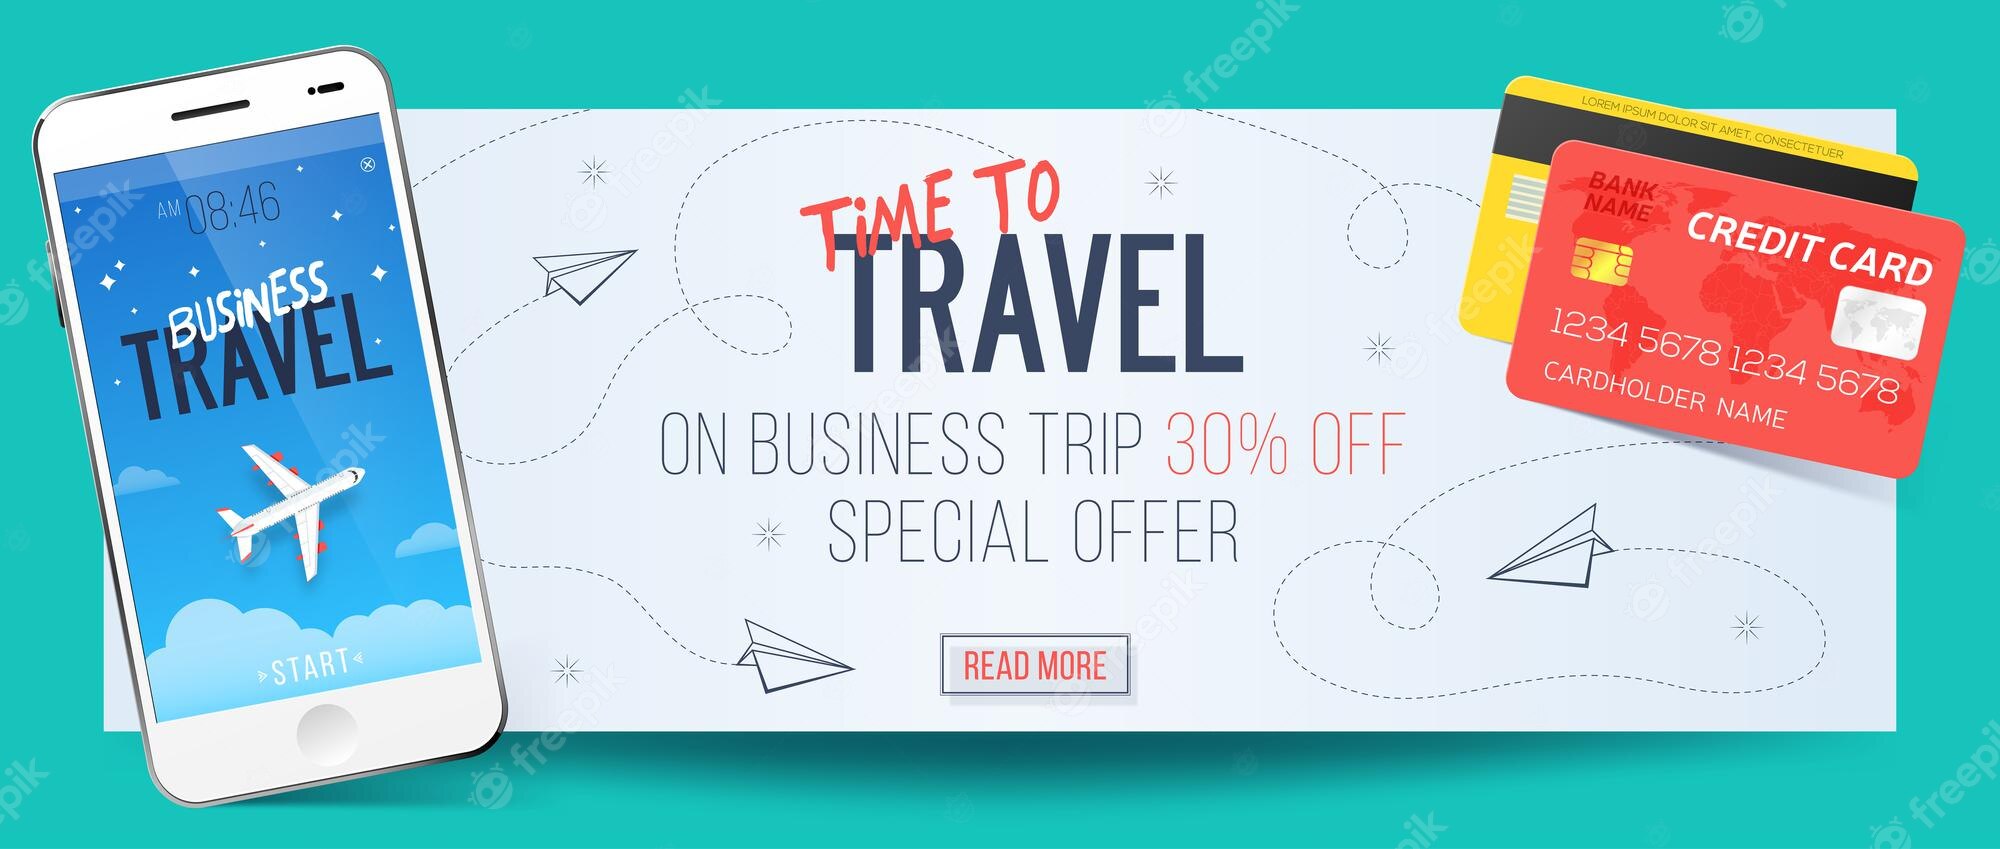 AM 08:46
BUSINESS
TRAVEL
»START«
TIME TO
TRAVEL
ON BUSINESS TRIP 30% OFF
SPECIAL OFFER
READ MORE
LOREM IPSUM DOLOR SIT AMET, CONSECTETUER
BANK
NAME
CREDIT CARD
1234 5678 1234 5678
CARDHOLDER NAME
freepik